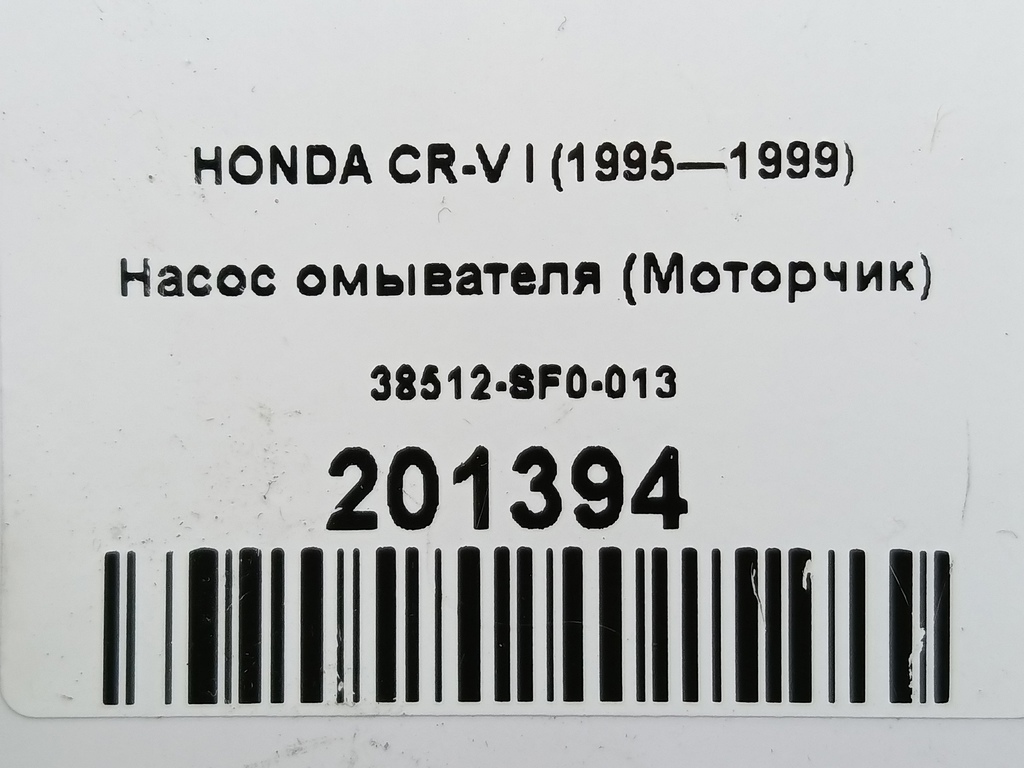 HONDA CR-V I (1995—1999)
Насос омывателя (Моторчик)
38512-SF0-013
201394